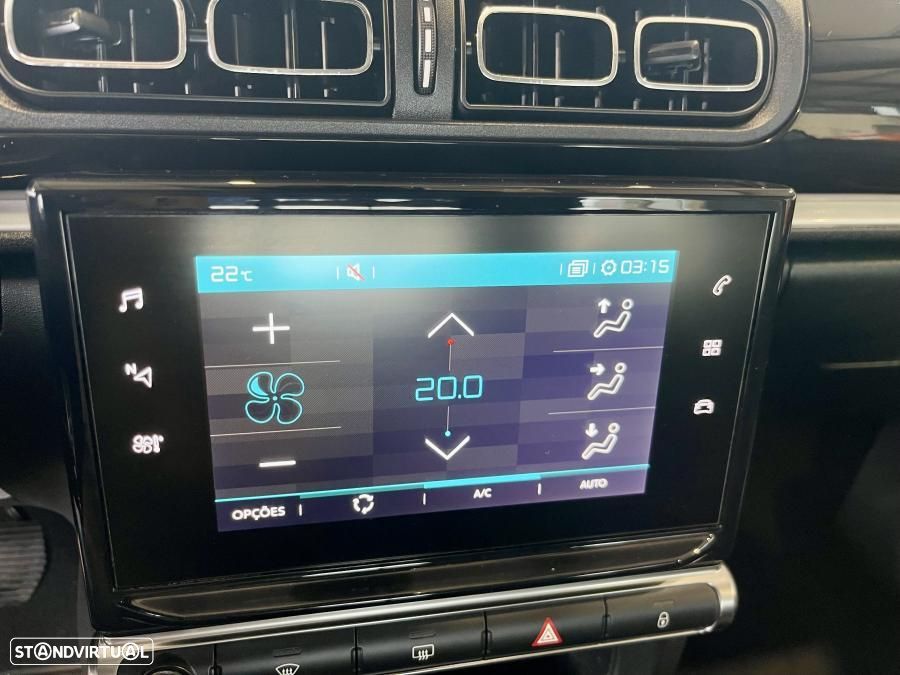 22°C 03:15
N
20.0
OPÇÕES A/C AUTO
STANDVIRTUAL